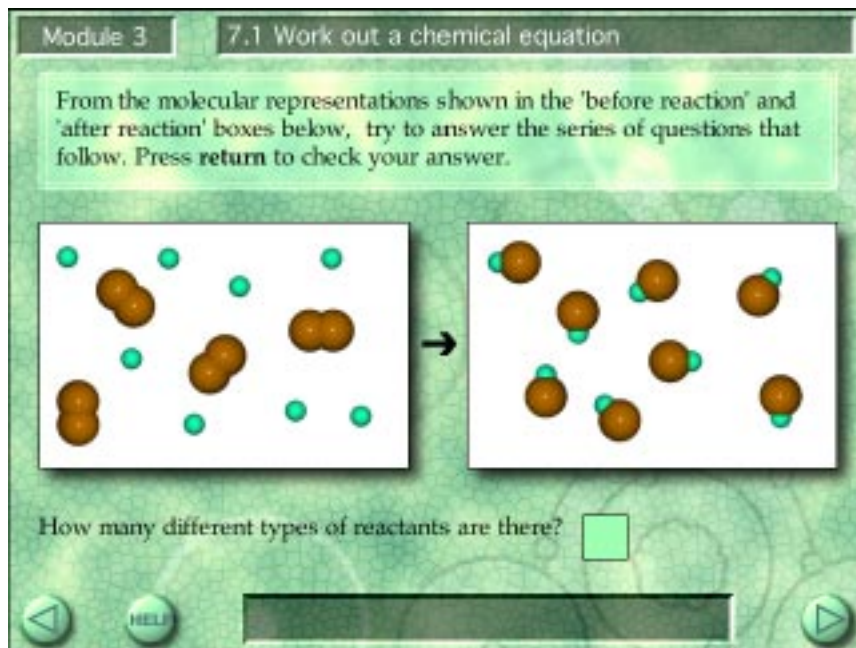 Module 3
7.1 Work out a chemical equation
From the molecular representations shown in the 'before reaction' and
'after reaction' boxes below, try to answer the series of questions that
follow. Press return to check your answer.
How many different types of reactants are there?
HELP